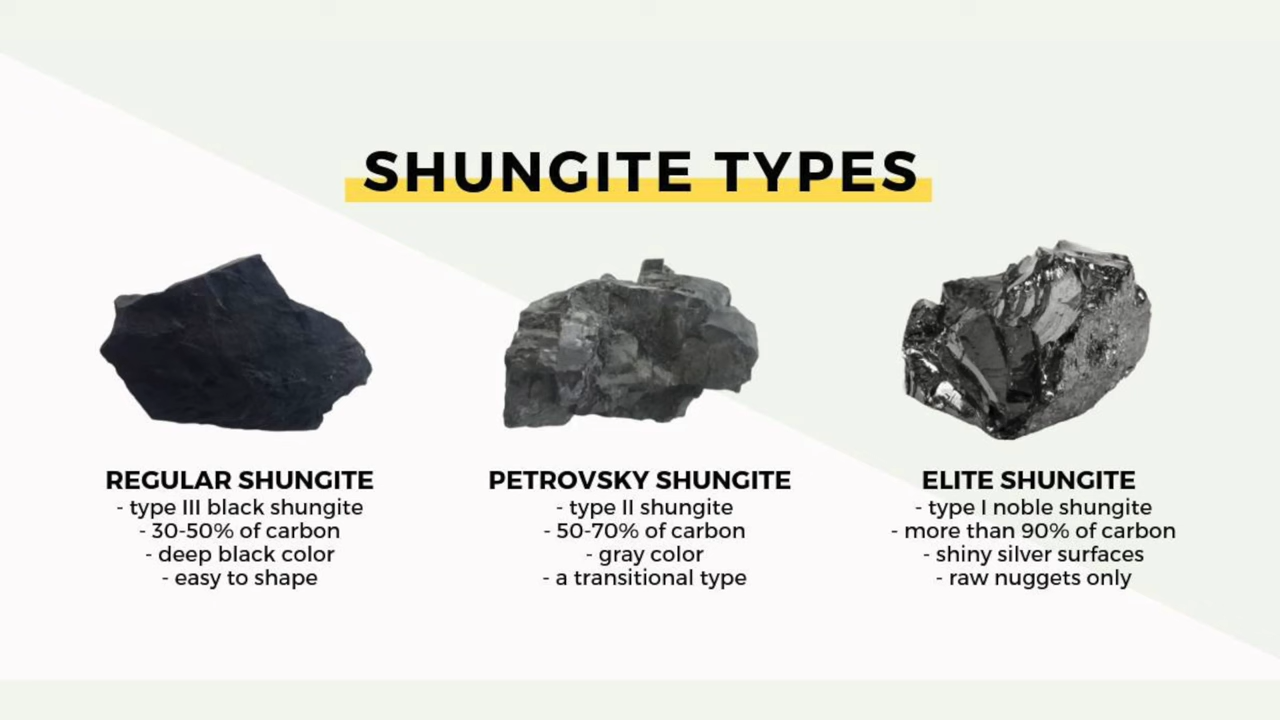 SHUNGITE TYPES
REGULAR SHUNGITE
- type III black shungite
- 30-50% of carbon
- deep black color
- easy to shape
PETROVSKY SHUNGITE
- type II shungite
- 50-70% of carbon
- gray color
- a transitional type
ELITE SHUNGITE
- type I noble shungite
- more than 90% of carbon
- shiny silver surfaces
- raw nuggets only